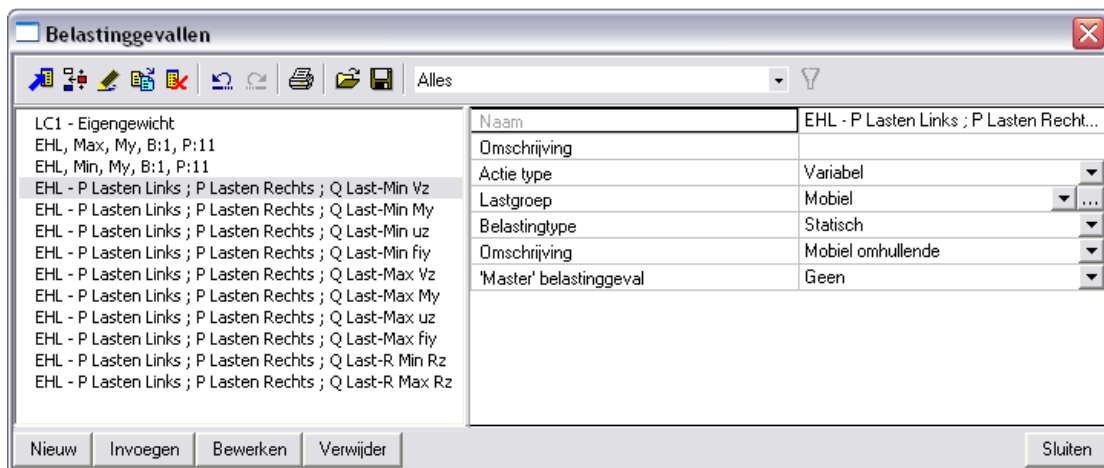 Belastinggevallen
Alles
LC1 - Eigengewicht
EHL, Max, My, B:1, P:11
EHL, Min, My, B:1, P:11
EHL - P Lasten Links ; P Lasten Rechts ; Q Last-Min Vz
EHL - P Lasten Links ; P Lasten Rechts ; Q Last-Min My
EHL - P Lasten Links ; P Lasten Rechts ; Q Last-Min uz
EHL - P Lasten Links ; P Lasten Rechts ; Q Last-Min fiy
EHL - P Lasten Links ; P Lasten Rechts ; Q Last-Max Vz
EHL - P Lasten Links ; P Lasten Rechts ; Q Last-Max My
EHL - P Lasten Links ; P Lasten Rechts ; Q Last-Max uz
EHL - P Lasten Links ; P Lasten Rechts ; Q Last-Max fiy
EHL - P Lasten Links ; P Lasten Rechts ; Q Last-R Min Rz
EHL - P Lasten Links ; P Lasten Rechts ; Q Last-R Max Rz
Naam EHL - P Lasten Links ; P Lasten Recht...
Omschrijving
Actie type Variabel
Lastgroep Mobiel ...
Belastingtype Statisch
Omschrijving Mobiel omhullende
'Master' belastinggeval Geen
Nieuw Invoegen Bewerken Verwijder Sluiten